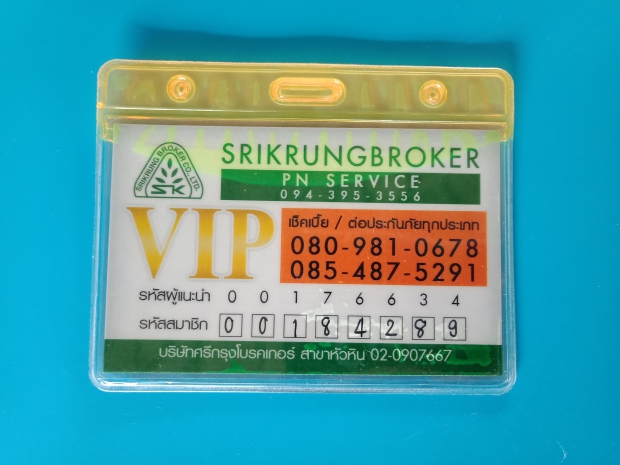 SRIKRUNG BROKER CO.,LTD.
SRIKRUNGBROKER
PN SERVICE
094-395-3556
VIP
เช็คเบี้ย / ต่อประกันภัยทุกประเภท
080-981-0678
085-487-5291
รหัสผู้แนะนำ 0 0 1 7 6 6 3 4
รหัสสมาชิก 0 0 1 8 4 2 8 9
บริษัทศรีกรุงโบรคเกอร์ สาขาหัวหิน 02-0907667